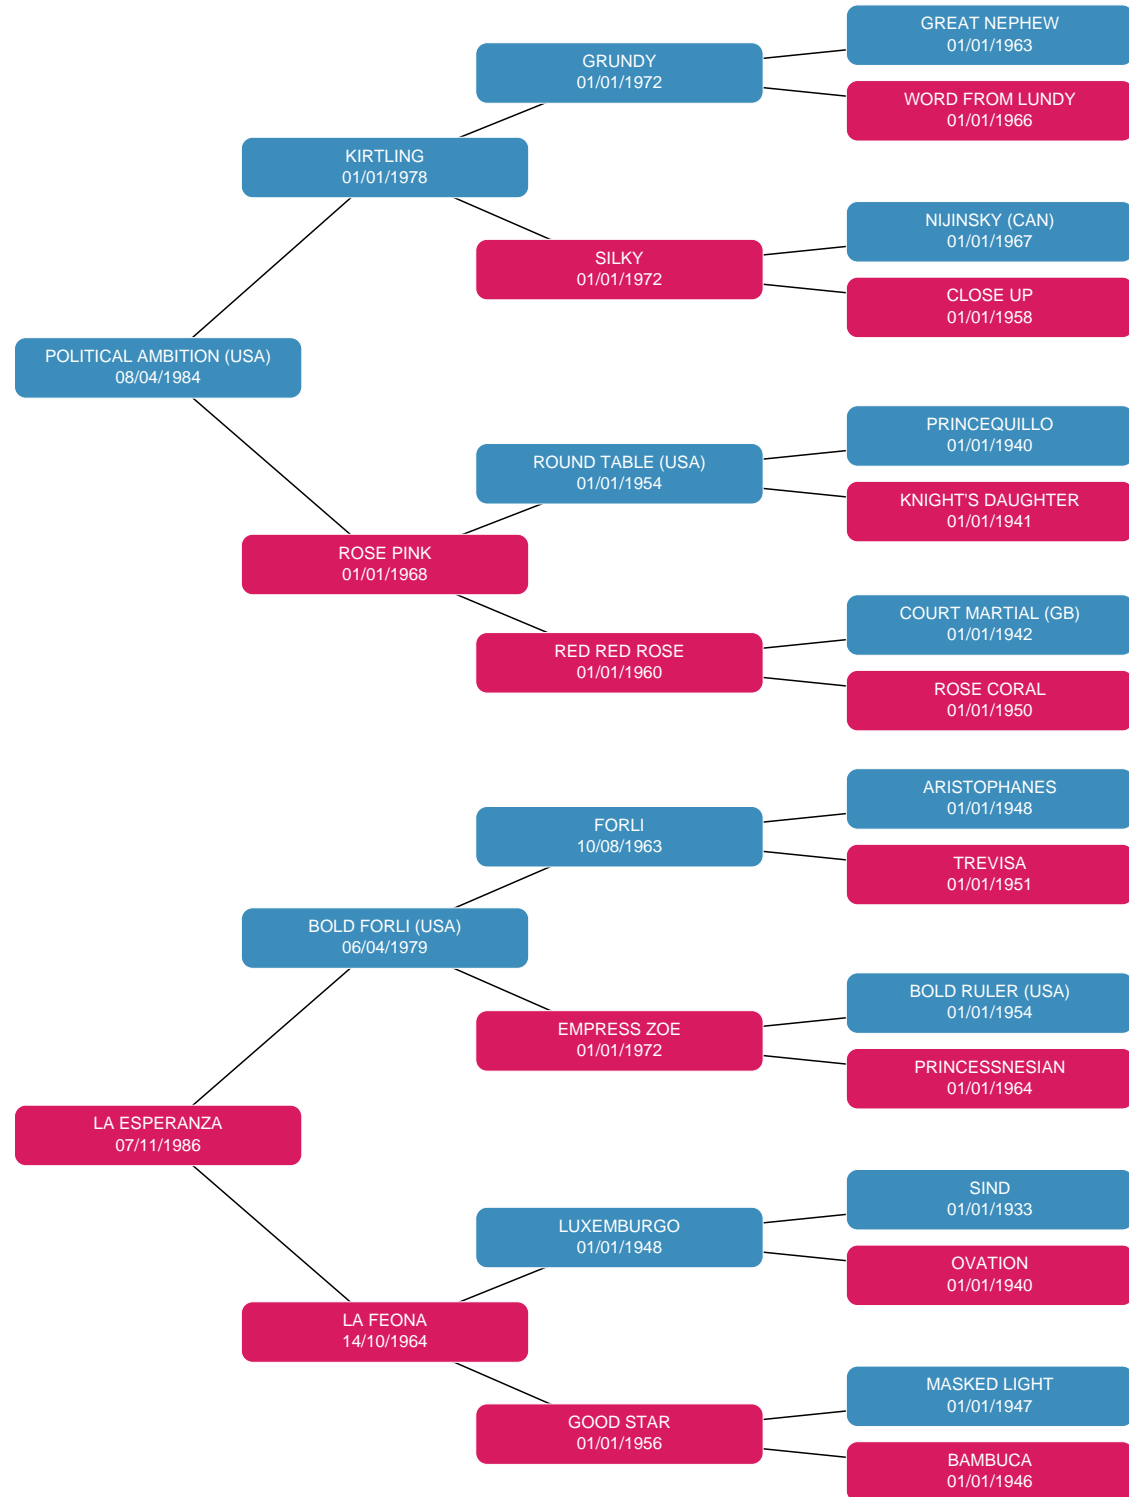 GREAT NEPHEW
01/01/1963
GRUNDY
01/01/1972
WORD FROM LUNDY
01/01/1966
KIRTLING
01/01/1978
NIJINSKY (CAN)
01/01/1967
SILKY
01/01/1972
CLOSE UP
01/01/1958
POLITICAL AMBITION (USA)
08/04/1984
PRINCEQUILLO
01/01/1940
ROUND TABLE (USA)
01/01/1954
KNIGHT'S DAUGHTER
01/01/1941
ROSE PINK
01/01/1968
COURT MARTIAL (GB)
01/01/1942
RED RED ROSE
01/01/1960
ROSE CORAL
01/01/1950
ARISTOPHANES
01/01/1948
FORLI
10/08/1963
TREVISA
01/01/1951
BOLD FORLI (USA)
06/04/1979
BOLD RULER (USA)
01/01/1954
EMPRESS ZOE
01/01/1972
PRINCESSNESIAN
01/01/1964
LA ESPERANZA
07/11/1986
SIND
01/01/1933
LUXEMBURGO
01/01/1948
OVATION
01/01/1940
LA FEONA
14/10/1964
MASKED LIGHT
01/01/1947
GOOD STAR
01/01/1956
BAMBUCA
01/01/1946